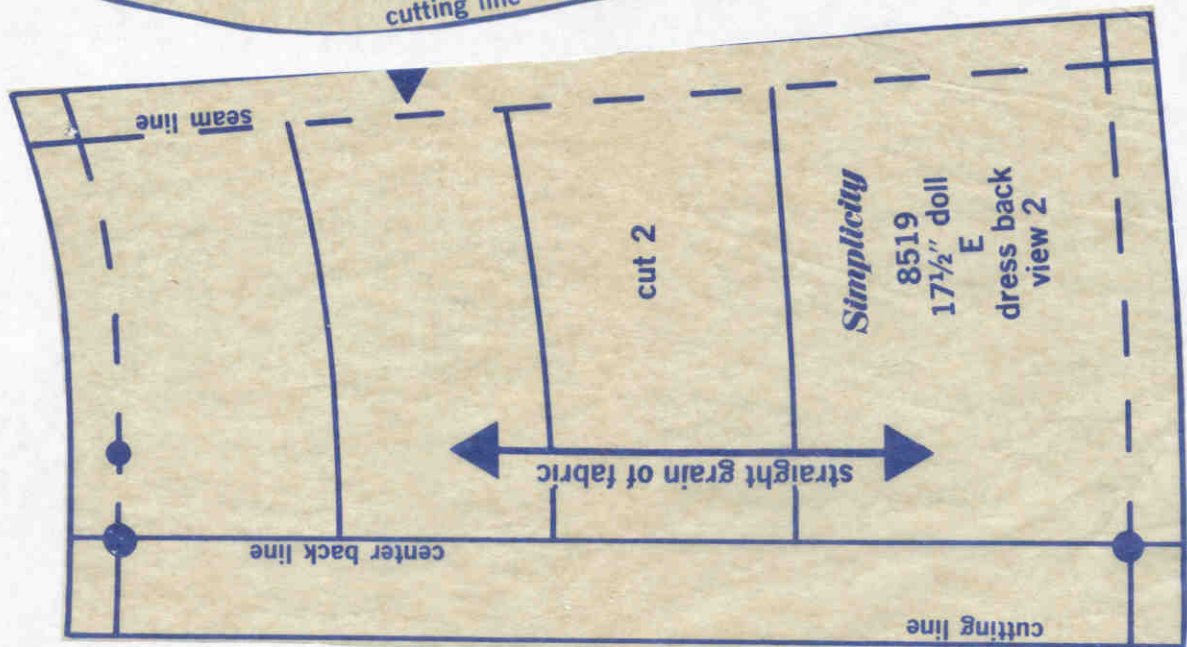 cutting line
seam line
cut 2
Simplicity
8519
17½" doll
E
dress back
view 2
straight grain of fabric
center back line
cutting line